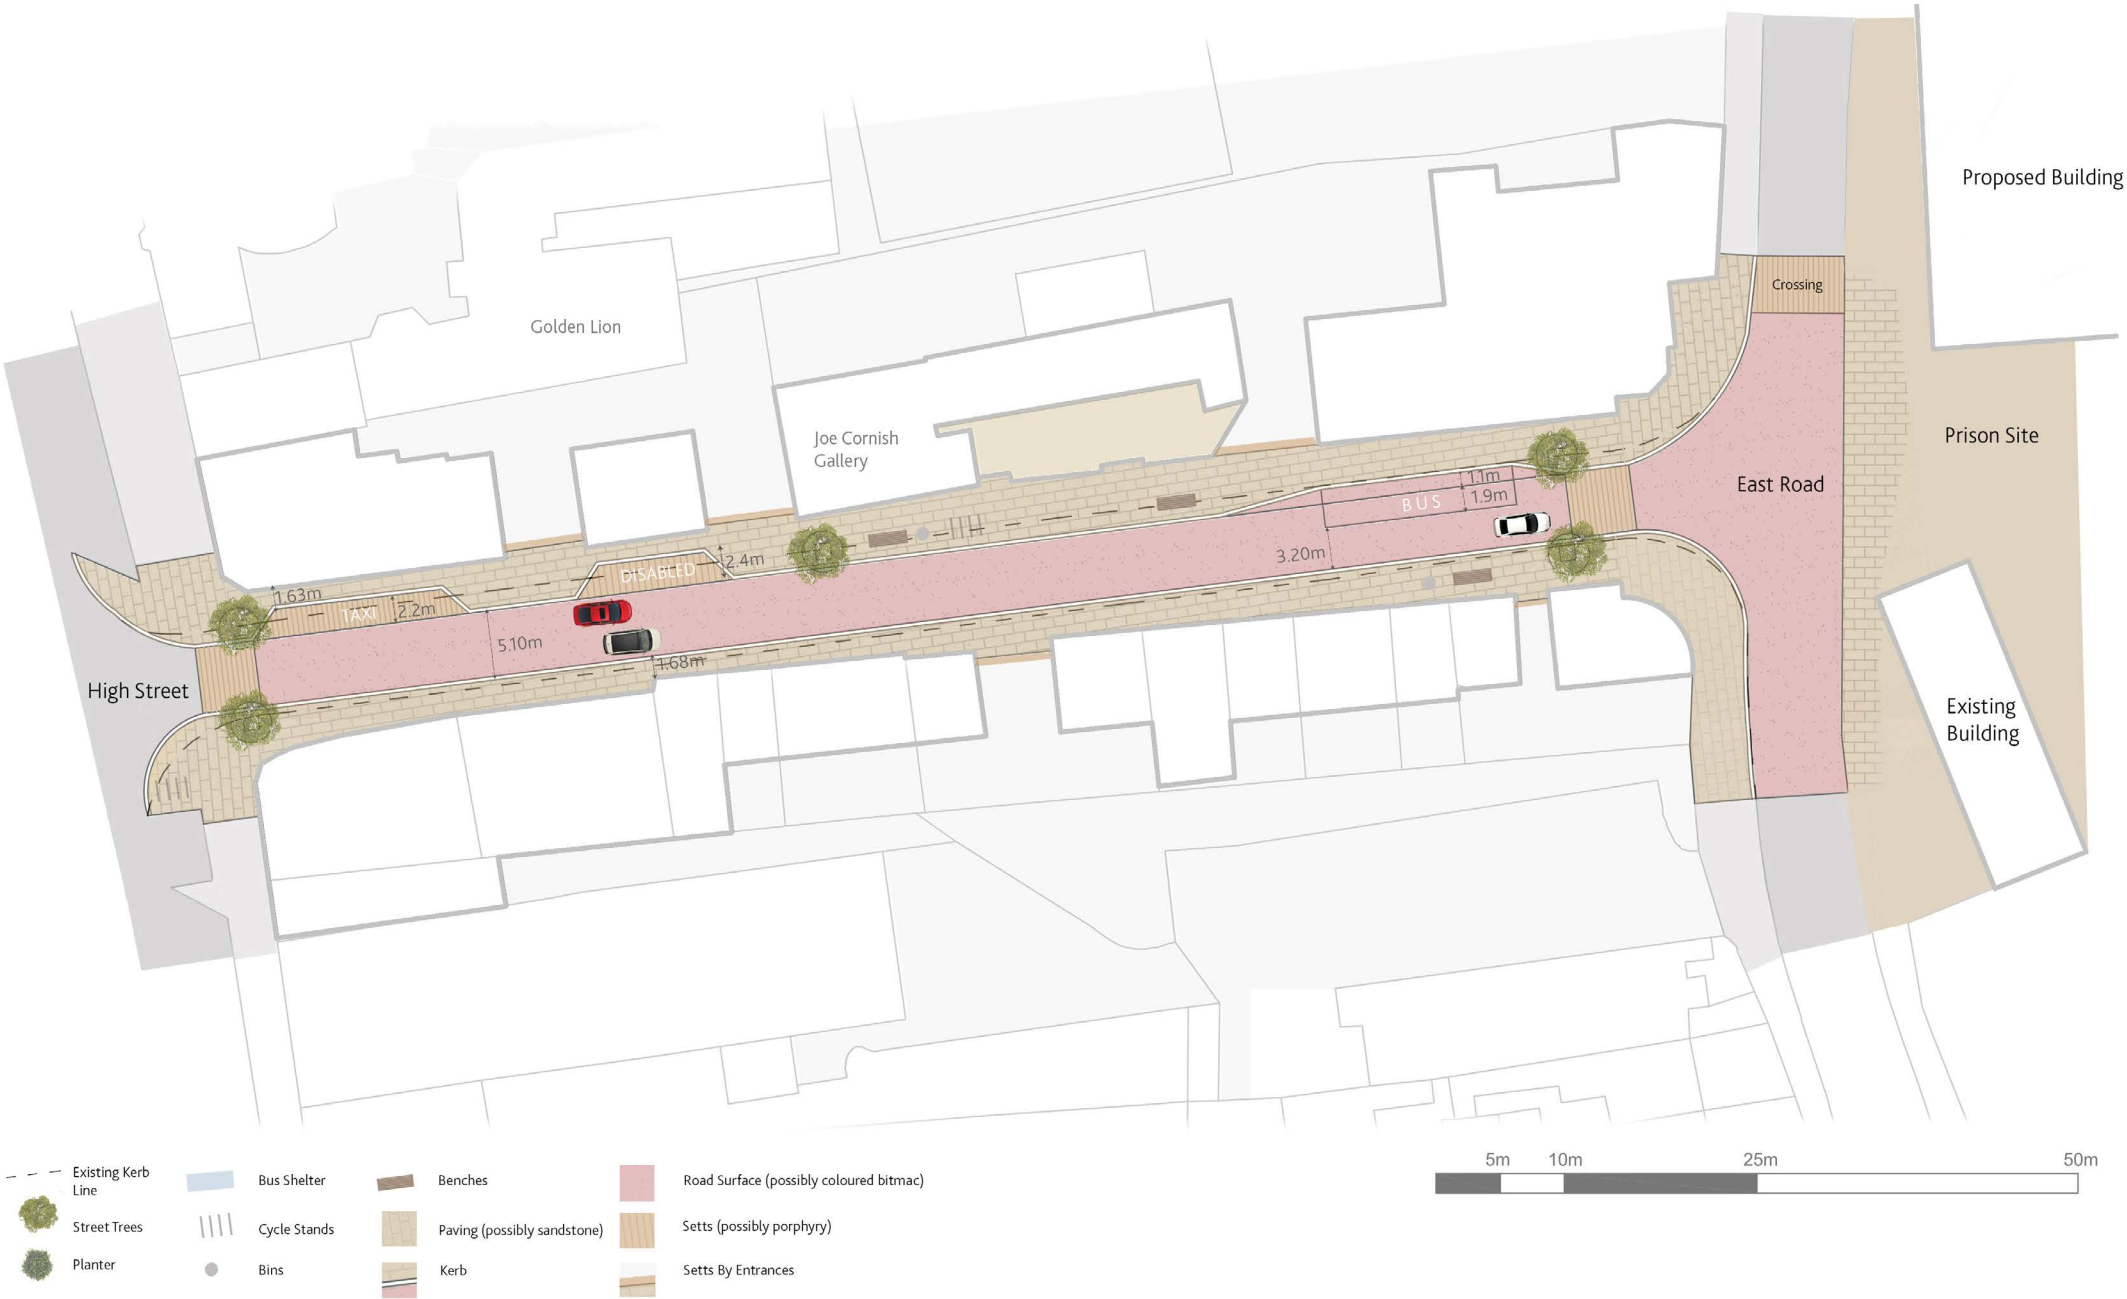 Proposed Building
Crossing
Golden Lion
Joe Cornish
Gallery
Prison Site
East Road
1.1m
1.9m
BUS
3.20m
2.4m
DISABLED
1.63m
TAXI
2.2m
5.10m
1.68m
High Street
Existing
Building
Existing Kerb
Line
Street Trees
Planter
Bus Shelter
Cycle Stands
Bins
Benches
Paving (possibly sandstone)
Kerb
Road Surface (possibly coloured bitmac)
Setts (possibly porphyry)
Setts By Entrances
5m 10m 25m 50m